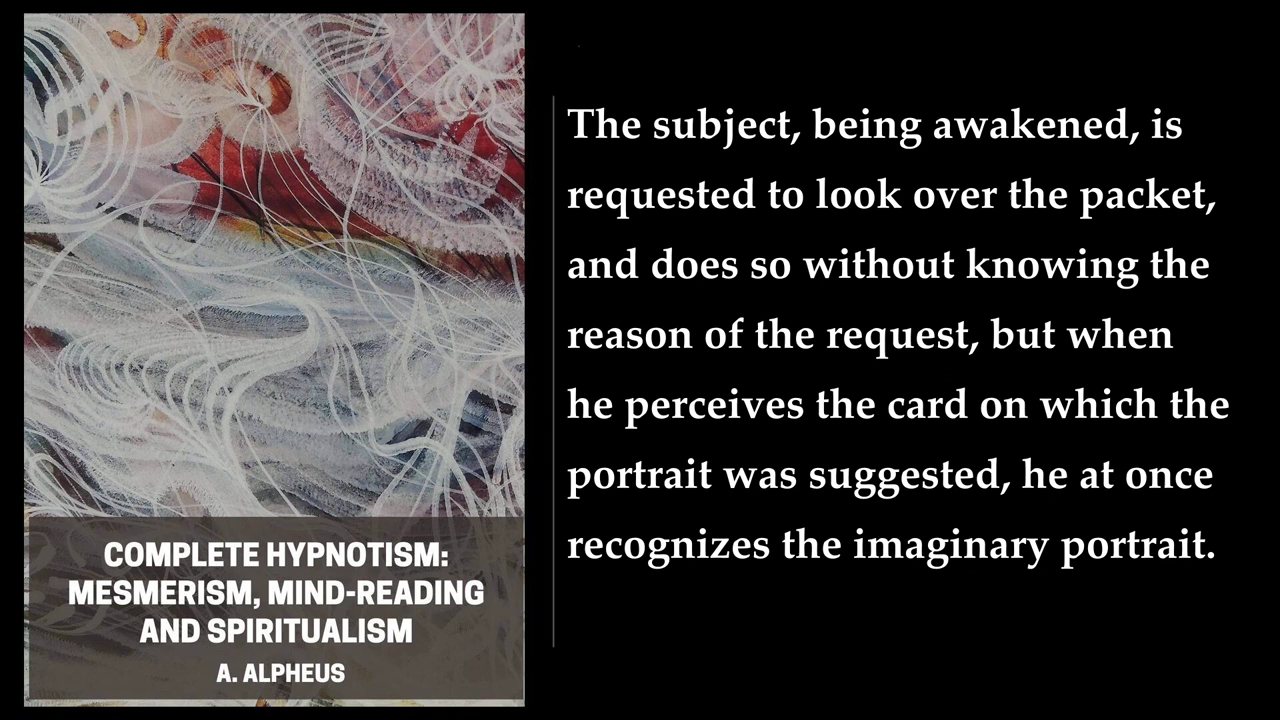 COMPLETE HYPNOTISM:
MESMERISM, MIND-READING
AND SPIRITUALISM
A. ALPHEUS
The subject, being awakened, is
requested to look over the packet,
and does so without knowing the
reason of the request, but when
he perceives the card on which the
portrait was suggested, he at once
recognizes the imaginary portrait.